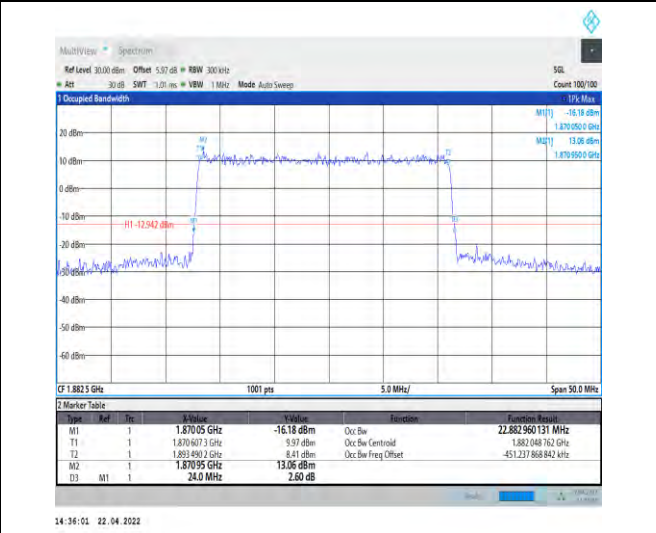 MultiView Spectrum
Ref Level 30.00 dBm Offset 5.97 dB RBW 300 kHz SGL
Att 30 dB SWT 1.01 ms VBW 1 MHz Mode Auto Sweep Count 100/100
1 Occupied Bandwidth 1Pk Max
M1[1] -16.18 dBm
1.870 050 0 GHz
M2[1] 13.06 dBm
1.870 950 0 GHz
20 dBm
M2
T1
T2
10 dBm
0 dBm
-10 dBm
H1 -12.942 dBm
M1
D3
-20 dBm
-30 dBm
-40 dBm
-50 dBm
-60 dBm
CF 1.882 5 GHz 1001 pts 5.0 MHz/ Span 50.0 MHz
2 Marker Table
Type Ref Trc X-Value Y-Value Function Function Result
M1 1 1.870 05 GHz -16.18 dBm Occ Bw 22.882 960 131 MHz
T1 1 1.870 607 3 GHz 9.97 dBm Occ Bw Centroid 1.882 048 762 GHz
T2 1 1.893 490 2 GHz 8.41 dBm Occ Bw Freq Offset -451.237 868 842 kHz
M2 1 1.870 95 GHz 13.06 dBm
D3 M1 1 24.0 MHz 2.60 dB
14:36:01 22.04.2022